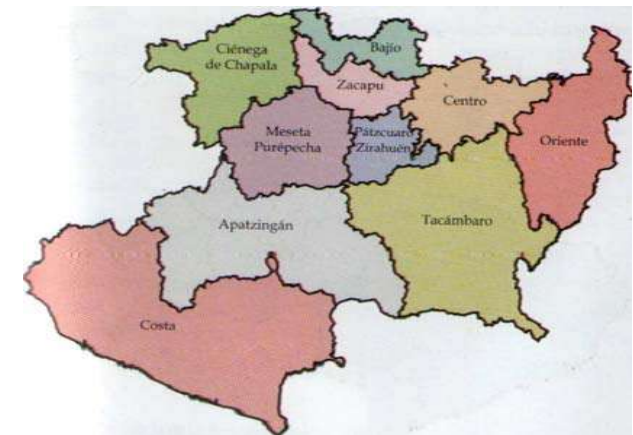 Ciénega
de Chapala
Bajío
Zacapu
Centro
Meseta
Purépecha
Pátzcuaro
Zirahuén
Oriente
Apatzingán
Tacámbaro
Costa